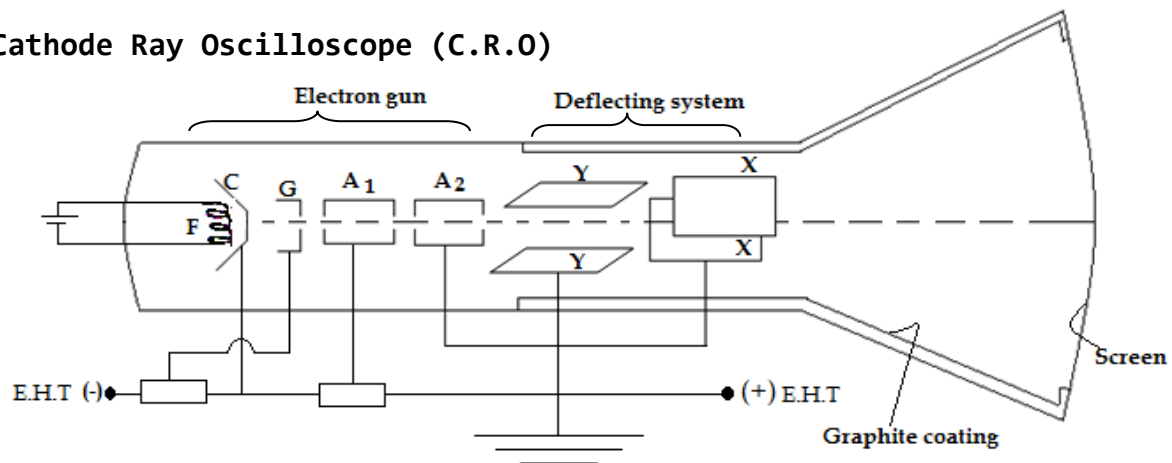 Cathode Ray Oscilloscope (C.R.O)
Electron gun
Deflecting system
C
G
A1
A2
Y
X
F
Y
X
Screen
E.H.T (-)
(+) E.H.T
Graphite coating